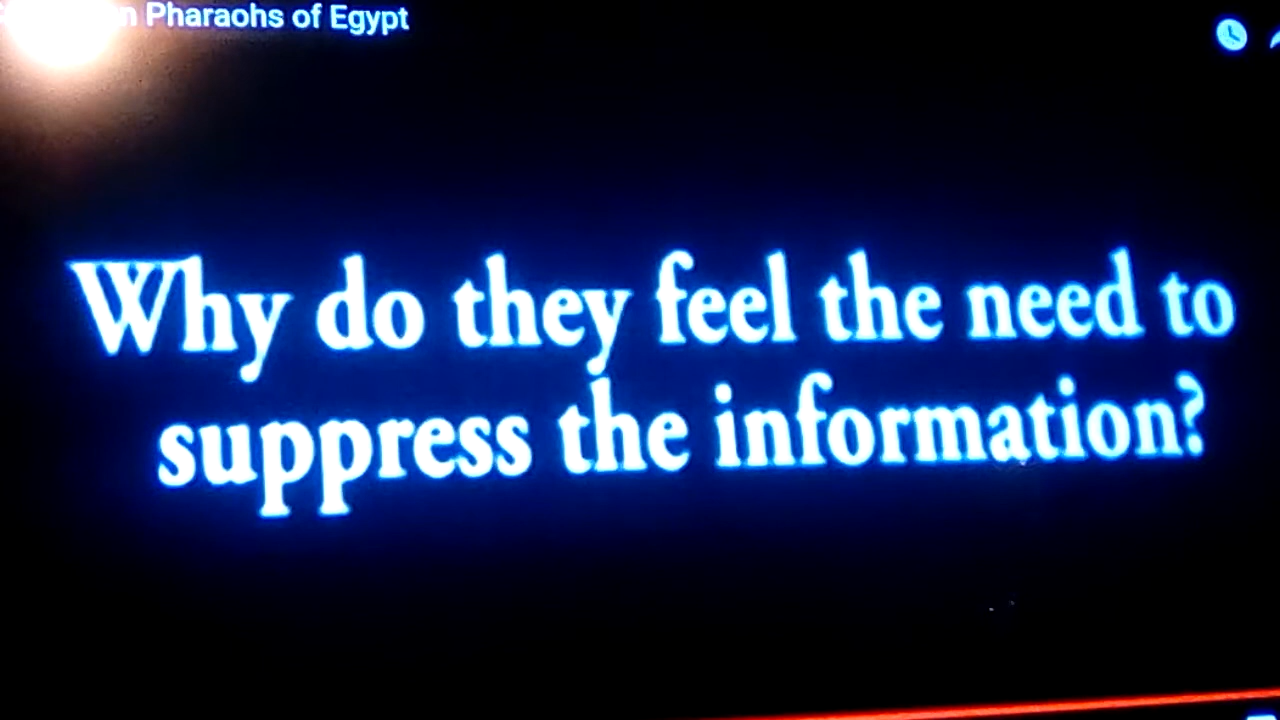 Pharaohs of Egypt
Why do they feel the need to
suppress the information?